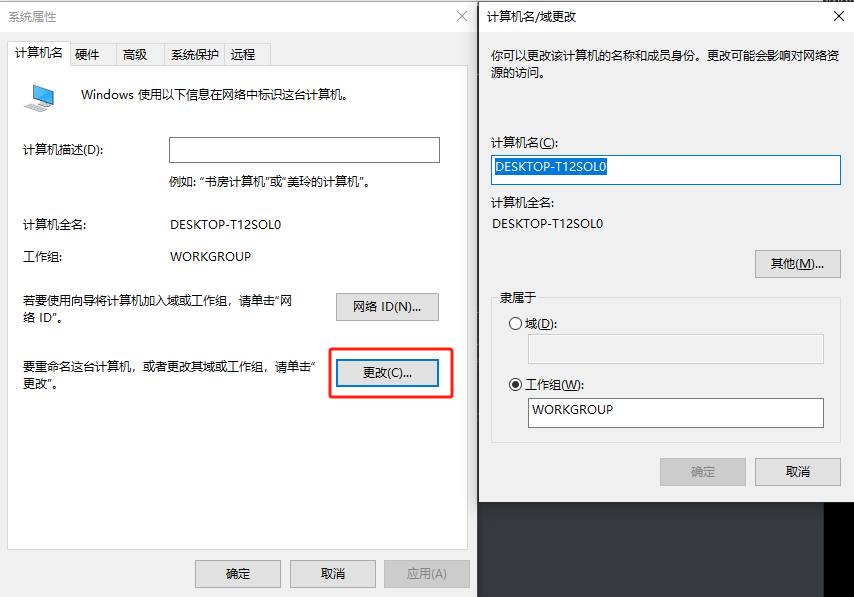 系统属性
计算机名 硬件 高级 系统保护 远程
Windows 使用以下信息在网络中标识这台计算机。
计算机描述(D):
例如: "书房计算机"或"美玲的计算机"。
计算机全名: DESKTOP-T12SOL0
工作组: WORKGROUP
若要使用向导将计算机加入域或工作组，请单击"网
络 ID"。
网络 ID(N)...
要重命名这台计算机，或者更改其域或工作组，请单击"
更改"。
更改(C)...
确定 取消 应用(A)
计算机名/域更改
你可以更改该计算机的名称和成员身份。更改可能会影响对网络资
源的访问。
计算机名(C):
DESKTOP-T12SOL0
计算机全名:
DESKTOP-T12SOL0
其他(M)...
隶属于
域(D):
工作组(W):
WORKGROUP
确定 取消